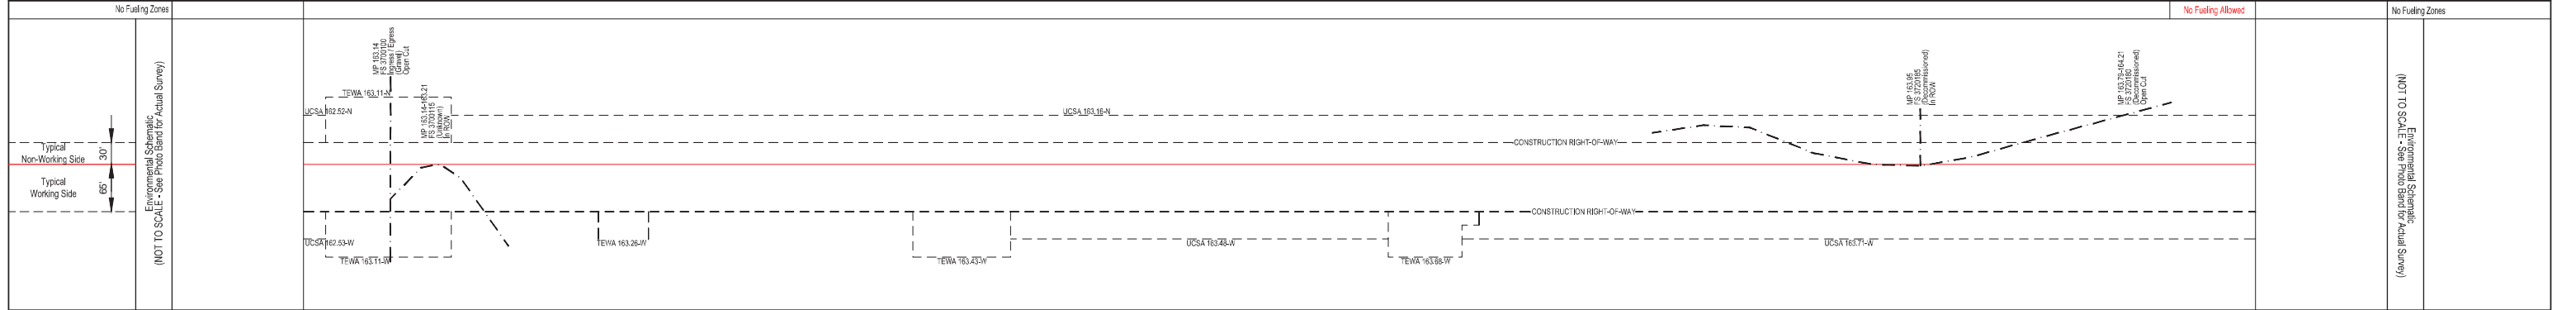 No Fueling Zones
No Fueling Allowed
No Fueling Zones
Typical
Non-Working Side
30'
Typical
Working Side
65'
Environmental Schematic
(NOT TO SCALE - See Photo Band for Actual Survey)
MP 163.14
FS 3700100
Ingress / Egress
(Gravel)
Open Cut
TEWA 163.11-N
UCSA 162.52-N
MP 163.14-163.21
FS 3700115
(Unknown)
In ROW
UCSA 163.16-N
CONSTRUCTION RIGHT-OF-WAY
MP 163.95
FS 3720185
(Decommissioned)
In ROW
MP 163.79-164.21
FS 3720180
(Decommissioned)
Open Cut
CONSTRUCTION RIGHT-OF-WAY
UCSA 162.53-W
TEWA 163.11-W
TEWA 163.26-W
TEWA 163.43-W
UCSA 163.48-W
TEWA 163.68-W
UCSA 163.71-W
Environmental Schematic
(NOT TO SCALE - See Photo Band for Actual Survey)